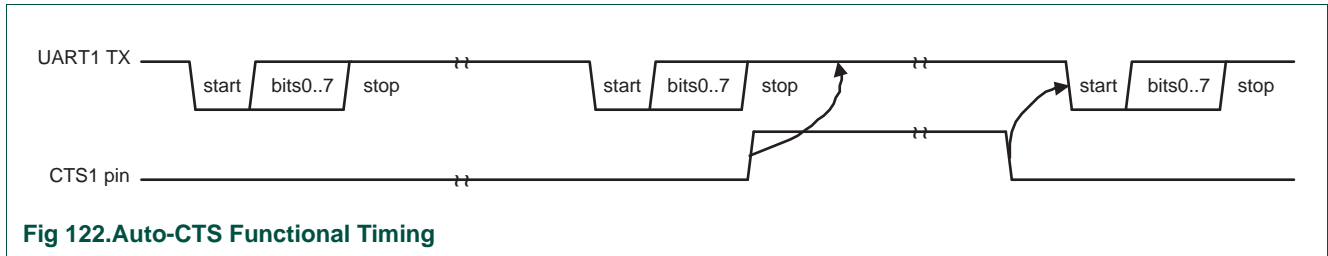 UART1 TX
start bits0..7 stop start bits0..7 stop start bits0..7 stop
CTS1 pin
Fig 122.Auto-CTS Functional Timing